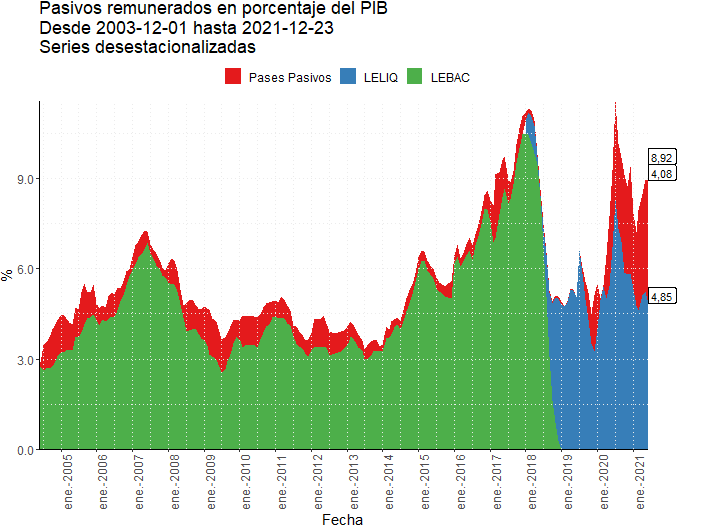 Pasivos remunerados en porcentaje del PIB
Desde 2003-12-01 hasta 2021-12-23
Series desestacionalizadas
Pases Pasivos
LELIQ
LEBAC
%
9.0
6.0
3.0
0.0
8,92
4,08
4,85
ene.-2005
ene.-2006
ene.-2007
ene.-2008
ene.-2009
ene.-2010
ene.-2011
ene.-2012
ene.-2013
ene.-2014
ene.-2015
ene.-2016
ene.-2017
ene.-2018
ene.-2019
ene.-2020
ene.-2021
Fecha